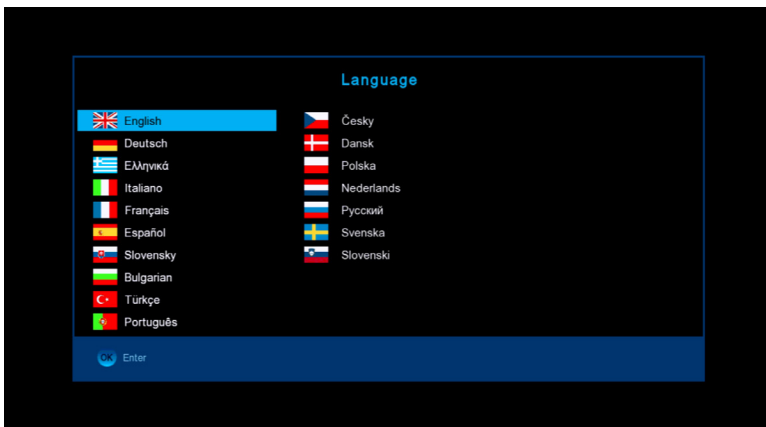 Language
English
Deutsch
Ελληνικά
Italiano
Français
Español
Slovensky
Bulgarian
Türkçe
Português
Česky
Dansk
Polska
Nederlands
Русский
Svenska
Slovenski
OK Enter